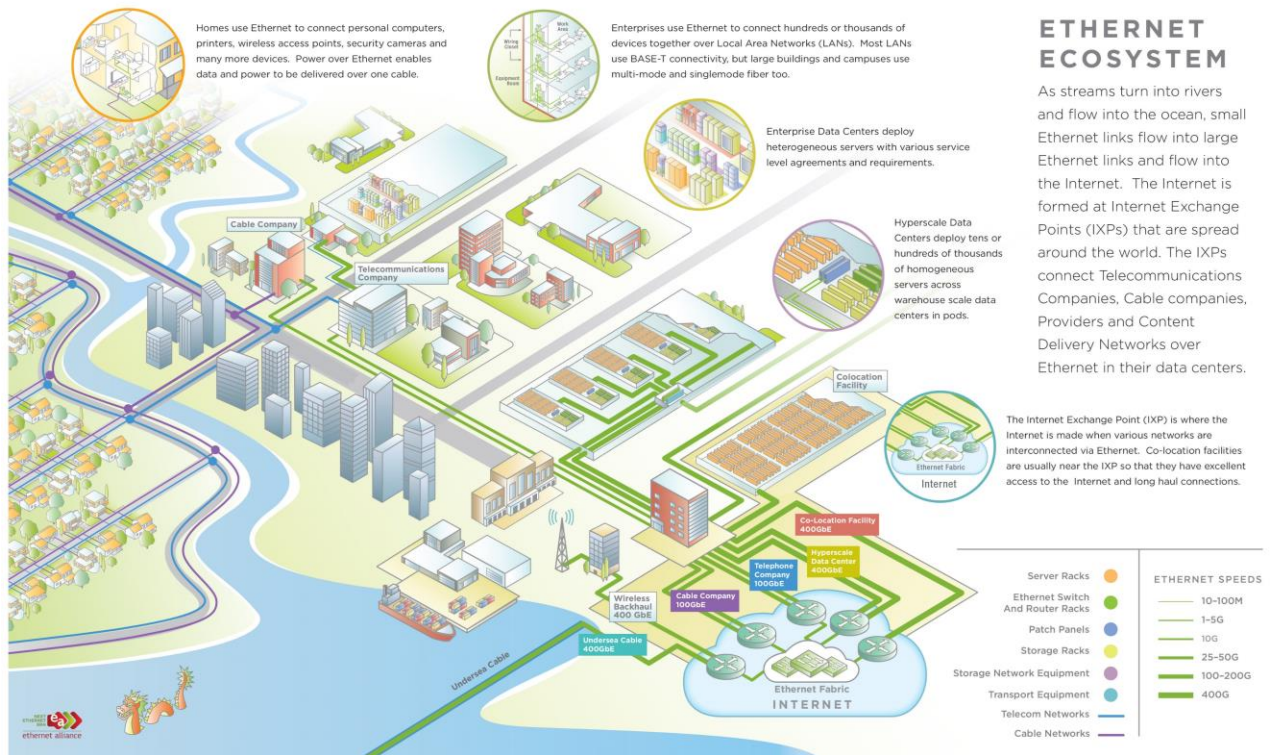 Homes use Ethernet to connect personal computers,
printers, wireless access points, security cameras and
many more devices. Power over Ethernet enables
data and power to be delivered over one cable.
Work
Area
Wiring
Closet
Equipment
Room
Enterprises use Ethernet to connect hundreds or thousands of
devices together over Local Area Networks (LANs). Most LANs
use BASE-T connectivity, but large buildings and campuses use
multi-mode and singlemode fiber too.
ETHERNET
ECOSYSTEM
As streams turn into rivers
and flow into the ocean, small
Ethernet links flow into large
Ethernet links and flow into
the Internet. The Internet is
formed at Internet Exchange
Points (IXPs) that are spread
around the world. The IXPs
connect Telecommunications
Companies, Cable companies,
Providers and Content
Delivery Networks over
Ethernet in their data centers.
Enterprise Data Centers deploy
heterogeneous servers with various service
level agreements and requirements.
Cable Company
Telecommunications
Company
Hyperscale Data
Centers deploy tens or
hundreds of thousands
of homogeneous
servers across
warehouse scale data
centers in pods.
Colocation
Facility
Ethernet Fabric
Internet
The Internet Exchange Point (IXP) is where the
Internet is made when various networks are
interconnected via Ethernet. Co-location facilities
are usually near the IXP so that they have excellent
access to the Internet and long haul connections.
Co-Location Facility
400GbE
Hyperscale
Data Center
400GbE
Telephone
Company
100GbE
Cable Company
100GbE
Wireless
Backhaul
400 GbE
Undersea Cable
400GbE
Undersea Cable
Ethernet Fabric
INTERNET
Server Racks
Ethernet Switch
And Router Racks
Patch Panels
Storage Racks
Storage Network Equipment
Transport Equipment
Telecom Networks
Cable Networks
ETHERNET SPEEDS
10–100M
1–5G
10G
25–50G
100–200G
400G
ea
ethernet alliance